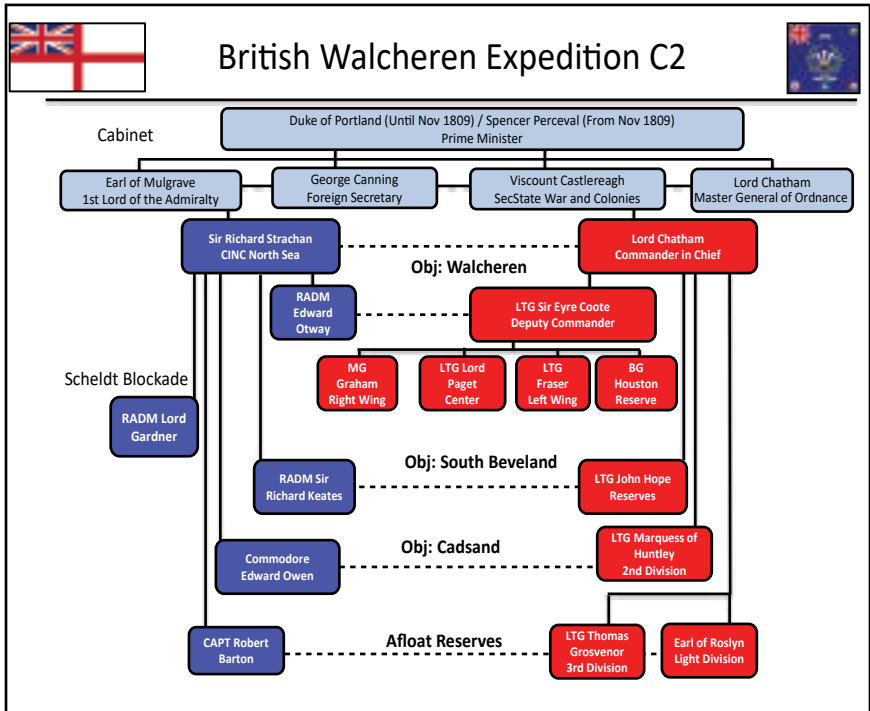 British Walcheren Expedition C2
Cabinet
Duke of Portland (Until Nov 1809) / Spencer Perceval (From Nov 1809)
Prime Minister
Earl of Mulgrave
1st Lord of the Admiralty
George Canning
Foreign Secretary
Viscount Castlereagh
SecState War and Colonies
Lord Chatham
Master General of Ordnance
Sir Richard Strachan
CINC North Sea
Lord Chatham
Commander in Chief
Obj: Walcheren
RADM
Edward
Otway
LTG Sir Eyre Coote
Deputy Commander
MG
Graham
Right Wing
LTG Lord
Paget
Center
LTG
Fraser
Left Wing
BG
Houston
Reserve
Scheldt Blockade
RADM Lord
Gardner
Obj: South Beveland
RADM Sir
Richard Keates
LTG John Hope
Reserves
Obj: Cadsand
Commodore
Edward Owen
LTG Marquess of
Huntley
2nd Division
Afloat Reserves
CAPT Robert
Barton
LTG Thomas
Grosvenor
3rd Division
Earl of Roslyn
Light Division